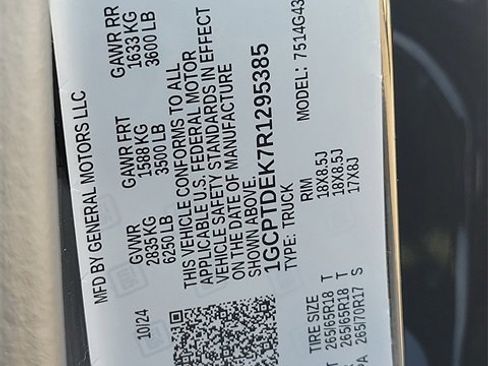 MFD BY GENERAL MOTORS LLC
10/24 GVWR GAWR FRT GAWR RR
2835 KG 1588 KG 1633 KG
6250 LB 3500 LB 3600 LB
THIS VEHICLE CONFORMS TO ALL
APPLICABLE U.S. FEDERAL MOTOR
VEHICLE SAFETY STANDARDS IN EFFECT
ON THE DATE OF MANUFACTURE
SHOWN ABOVE.
1GCPTDEK7R1295385
TYPE: TRUCK MODEL: 7514G43
TIRE SIZE RIM
265/65R18 T 18X8.5J
265/65R18 T 18X8.5J
265/70R17 S 17X8J